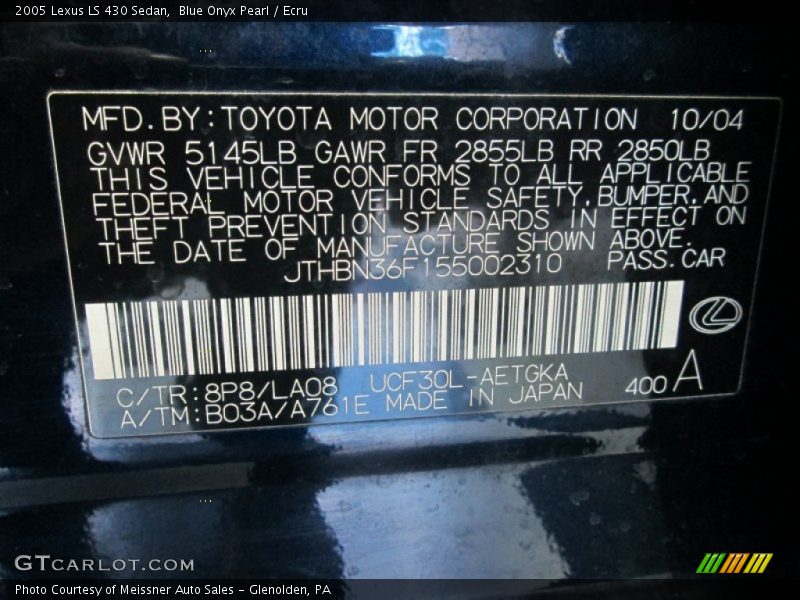 2005 Lexus LS 430 Sedan,  Blue Onyx Pearl / Ecru
MFD. BY: TOYOTA MOTOR CORPORATION 10/04
GVWR 5145LB GAWR FR 2855LB RR 2850LB
THIS VEHICLE CONFORMS TO ALL APPLICABLE
FEDERAL MOTOR VEHICLE SAFETY, BUMPER, AND
THEFT PREVENTION STANDARDS IN EFFECT ON
THE DATE OF MANUFACTURE SHOWN ABOVE.
JTHBN36F155002310 PASS. CAR
C/TR: 8P8/LA08 UCF30L-AETGKA
A/TM: B03A/A761E MADE IN JAPAN 400 A
GTCARLOT.COM
Photo Courtesy of Meissner Auto Sales - Glenolden, PA